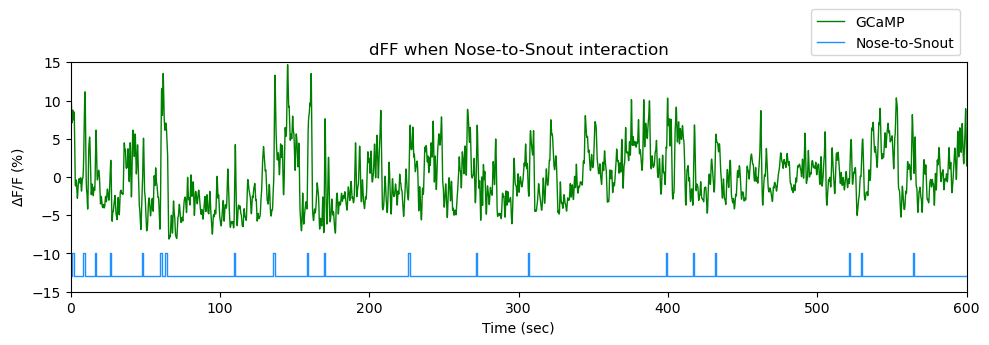 GCaMP
Nose-to-Snout
dFF when Nose-to-Snout interaction
15
10
5
0
−5
−10
−15
ΔF/F (%)
0 100 200 300 400 500 600
Time (sec)